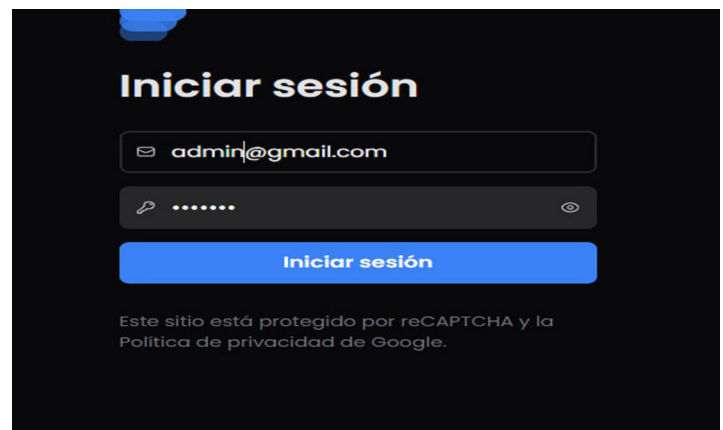 Iniciar sesión
admin@gmail.com
•••••••
Iniciar sesión
Este sitio está protegido por reCAPTCHA y la
Política de privacidad de Google.